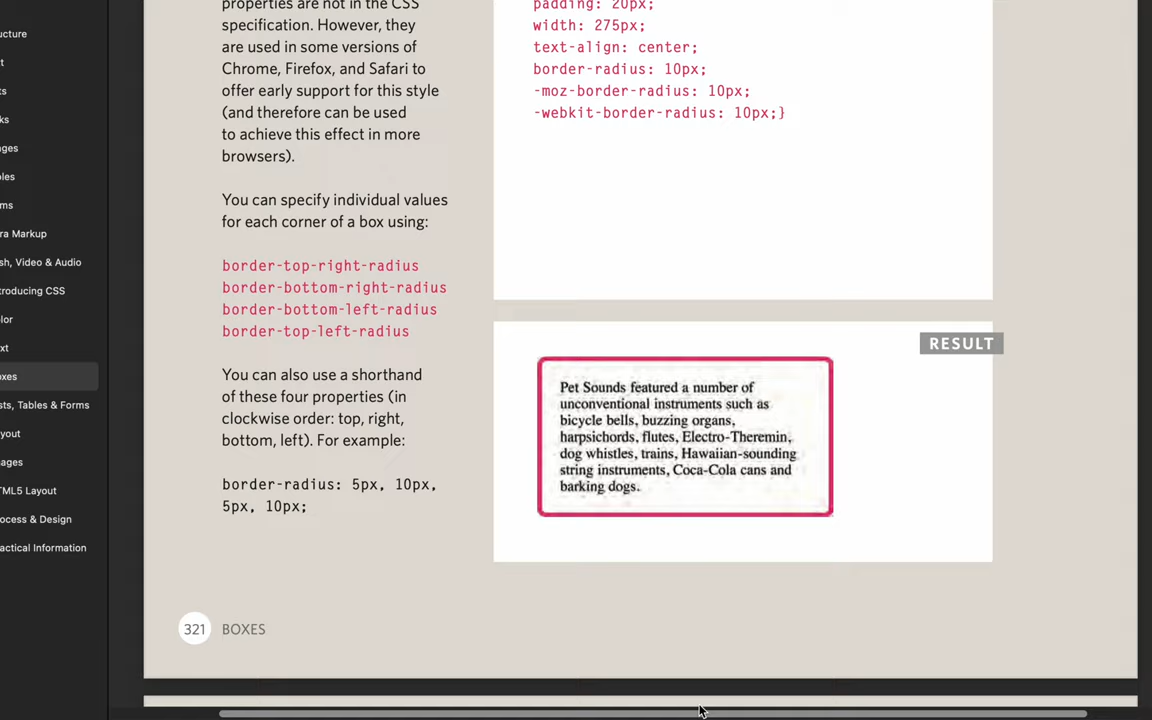 ucture
t
ts
ks
ges
les
ms
ra Markup
sh, Video & Audio
troducing CSS
lor
xt
oxes
sts, Tables & Forms
yout
ages
TML5 Layout
ocess & Design
actical Information
properties are not in the CSS
specification. However, they
are used in some versions of
Chrome, Firefox, and Safari to
offer early support for this style
(and therefore can be used
to achieve this effect in more
browsers).
You can specify individual values
for each corner of a box using:
border-top-right-radius
border-bottom-right-radius
border-bottom-left-radius
border-top-left-radius
You can also use a shorthand
of these four properties (in
clockwise order: top, right,
bottom, left). For example:
border-radius: 5px, 10px,
5px, 10px;
padding: 20px;
width: 275px;
text-align: center;
border-radius: 10px;
-moz-border-radius: 10px;
-webkit-border-radius: 10px;}
RESULT
Pet Sounds featured a number of
unconventional instruments such as
bicycle bells, buzzing organs,
harpsichords, flutes, Electro-Theremin,
dog whistles, trains, Hawaiian-sounding
string instruments, Coca-Cola cans and
barking dogs.
321 BOXES